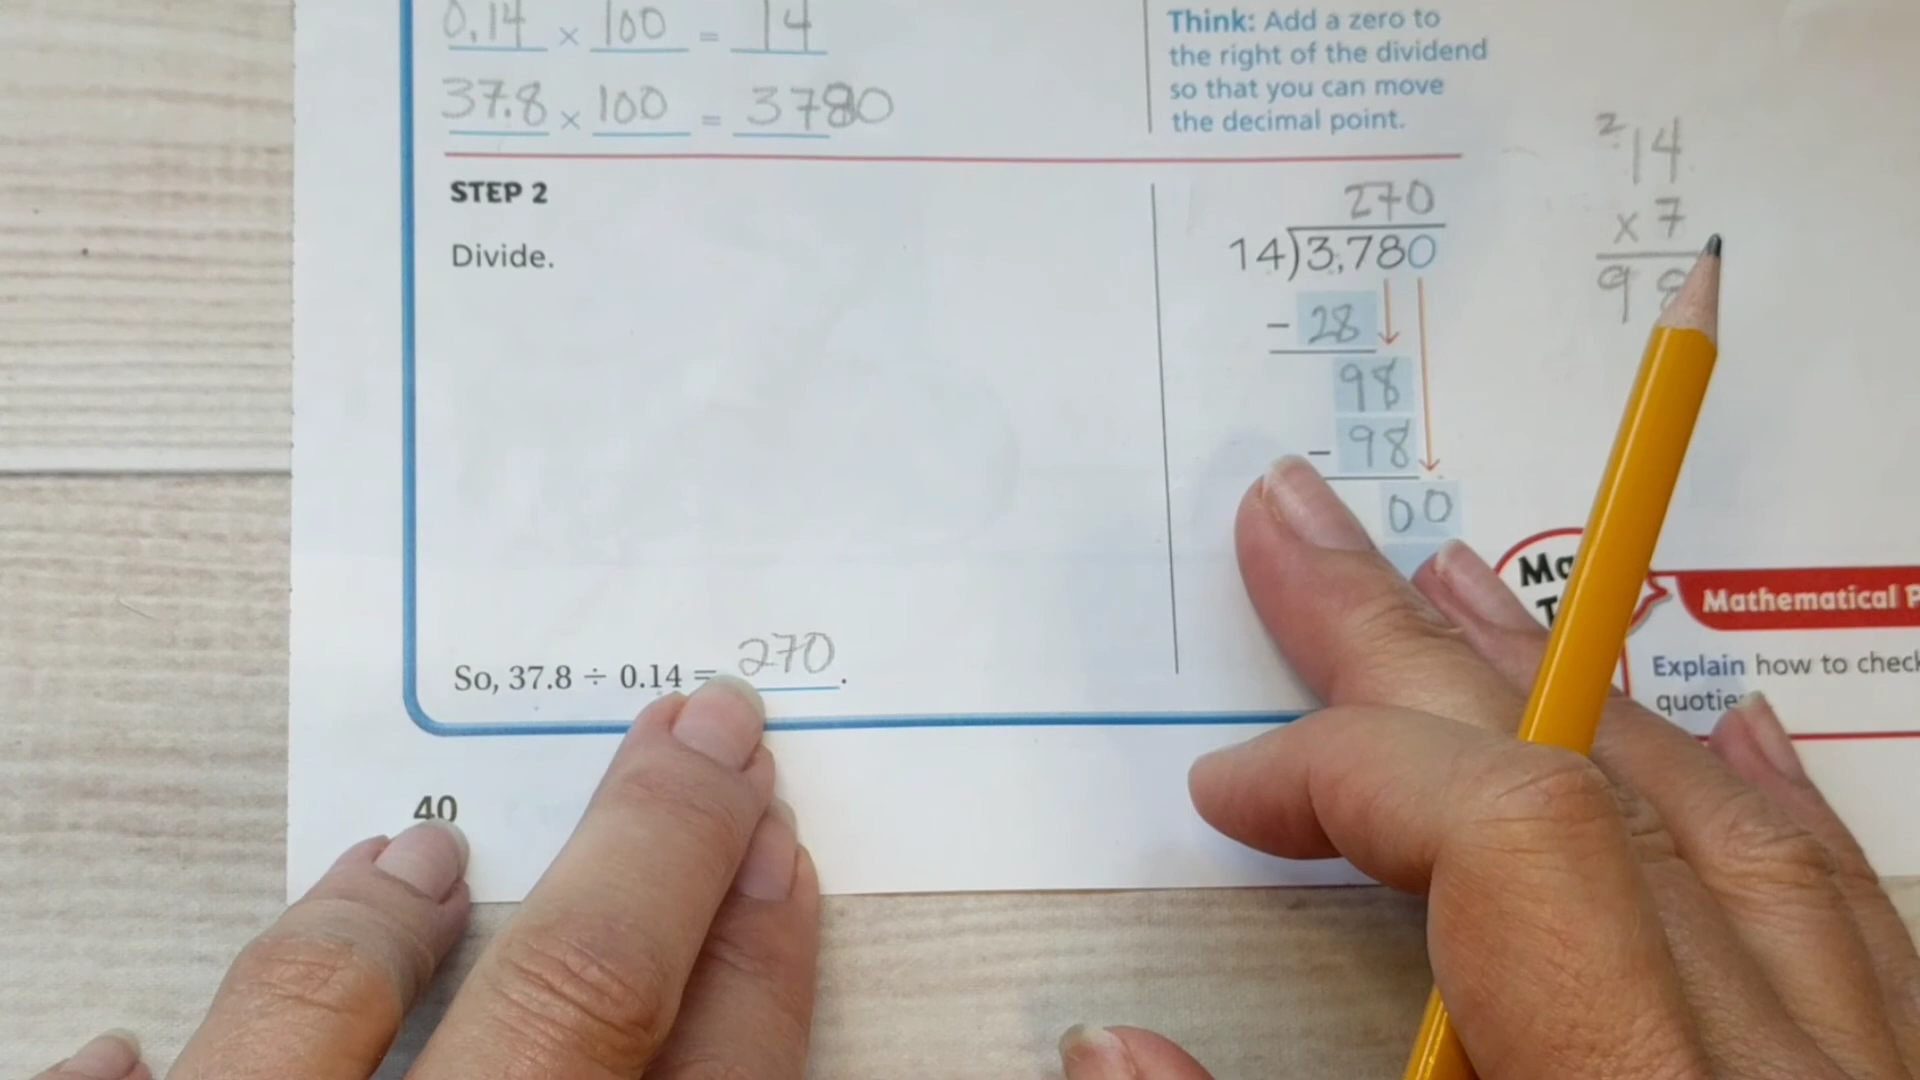 0.14 × 100 = 14
37.8 × 100 = 3780
Think: Add a zero to
the right of the dividend
so that you can move
the decimal point.
STEP 2
Divide.
270
14)3,780
- 28
98
- 98
00
2
14
x 7
98
So, 37.8 ÷ 0.14 = 270.
Mathematical
Explain how to check
40